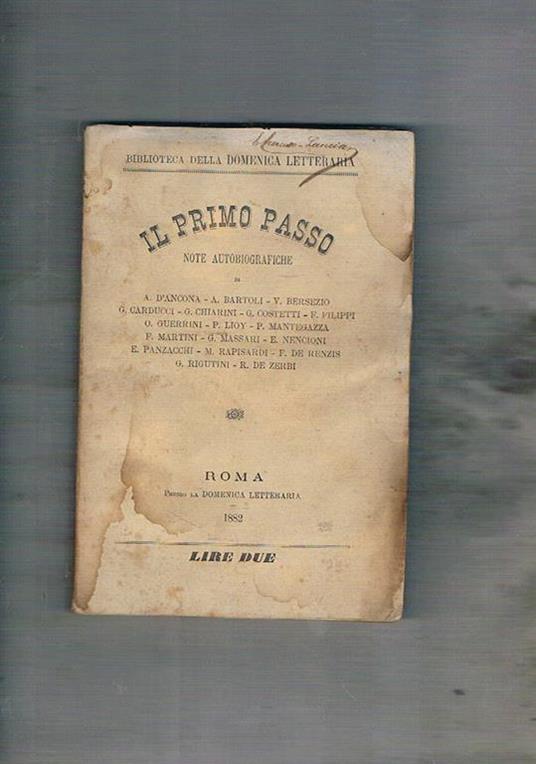 BIBLIOTECA DELLA DOMENICA LETTERARIA
IL PRIMO PASSO
NOTE AUTOBIOGRAFICHE
DI
A. D'ANCONA - A. BARTOLI - V. BERSEZIO
G. CARDUCCI - G. CHIARINI - G. COSTETTI - F. FILIPPI
O. GUERRINI - P. LIOY - P. MANTEGAZZA
F. MARTINI - G. MASSARI - E. NENCIONI
E. PANZACCHI - M. RAPISARDI - F. DE RENZIS
G. RIGUTINI - R. DE ZERBI
ROMA
PRESSO LA DOMENICA LETTERARIA
1882
LIRE DUE